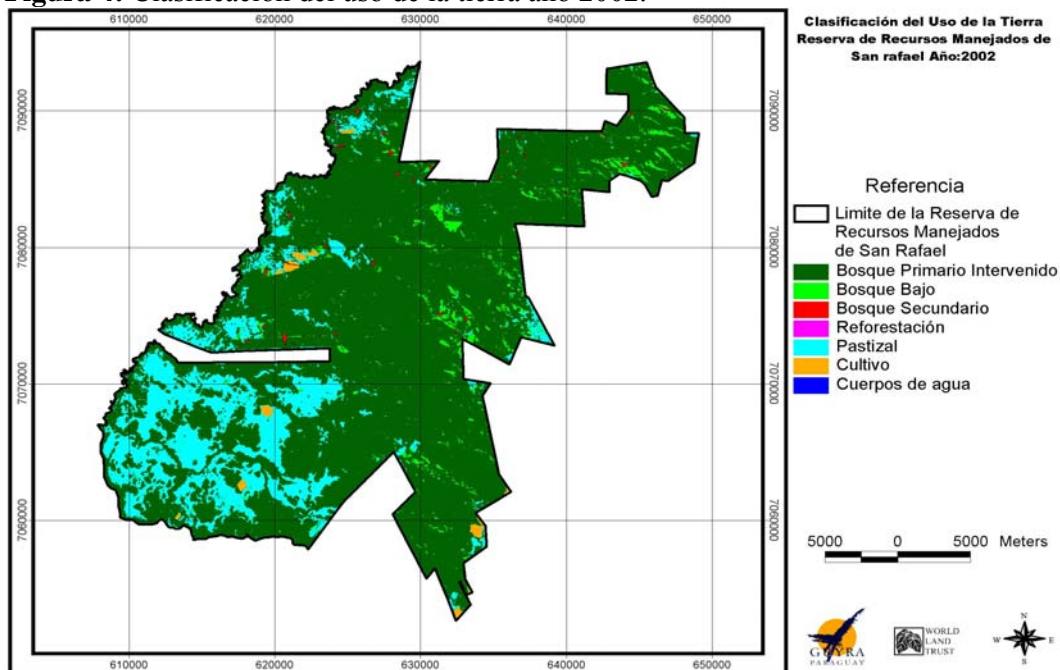 Figura 4. Clasificación del uso de la tierra año 2002.
Clasificación del Uso de la Tierra
Reserva de Recursos Manejados de
San rafael Año:2002
610000 620000 630000 640000 650000
7090000 7090000
7080000 7080000
7070000 7070000
7060000 7060000
610000 620000 630000 640000 650000
Referencia
Limite de la Reserva de
Recursos Manejados
de San Rafael
Bosque Primario Intervenido
Bosque Bajo
Bosque Secundario
Reforestación
Pastizal
Cultivo
Cuerpos de agua
5000 0 5000 Meters
GUYRA
PARAGUAY
WORLD
LAND
TRUST
N
W E
S